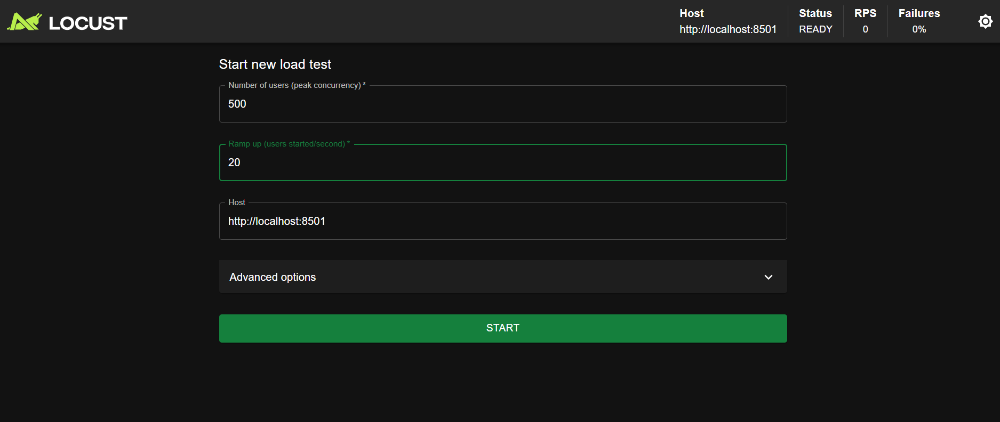 LOCUST
Host
http://localhost:8501
Status
READY
RPS
0
Failures
0%
Start new load test
Number of users (peak concurrency) *
500
Ramp up (users started/second) *
20
Host
http://localhost:8501
Advanced options
START